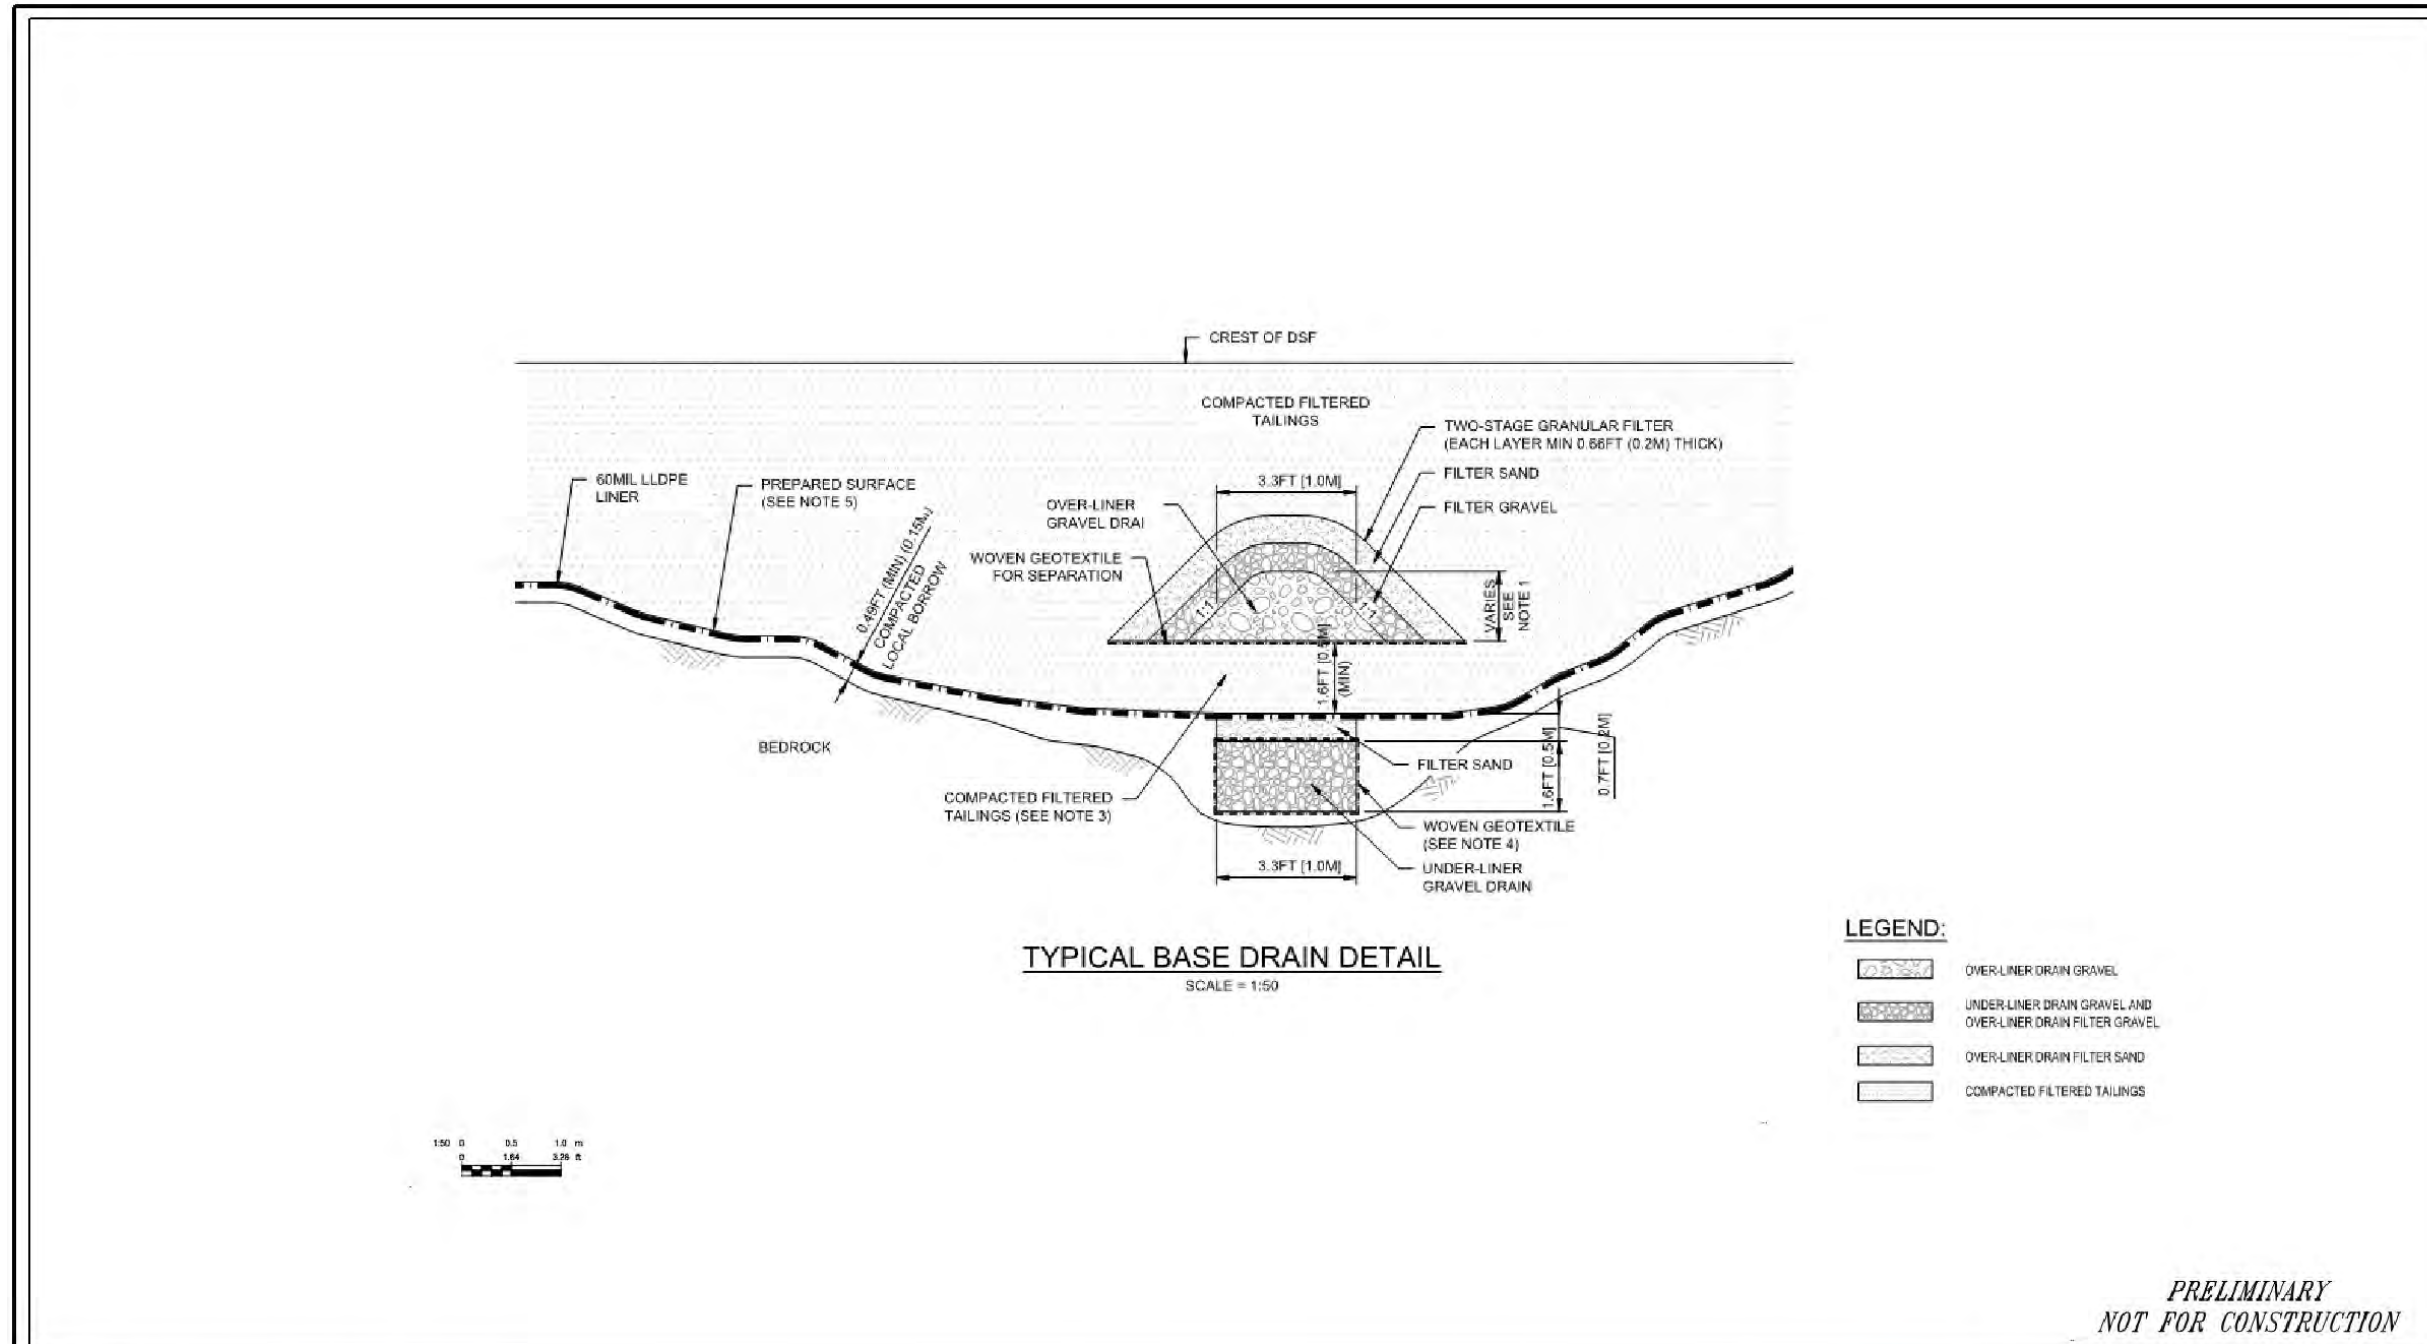 CREST OF DSF
COMPACTED FILTERED
TAILINGS
TWO-STAGE GRANULAR FILTER
(EACH LAYER MIN 0.66FT (0.2M) THICK)
FILTER SAND
FILTER GRAVEL
60MIL LLDPE
LINER
PREPARED SURFACE
(SEE NOTE 5)
3.3FT [1.0M]
OVER-LINER
GRAVEL DRAI
WOVEN GEOTEXTILE
FOR SEPARATION
0.49FT (MIN) (0.15M)
COMPACTED
LOCAL BORROW
1:1
1:1
VARIES
SEE
NOTE 1
1.6FT [0.5M]
(MIN)
BEDROCK
FILTER SAND
1.6FT [0.5M]
0.7FT [0.2M]
COMPACTED FILTERED
TAILINGS (SEE NOTE 3)
WOVEN GEOTEXTILE
(SEE NOTE 4)
3.3FT [1.0M]
UNDER-LINER
GRAVEL DRAIN
TYPICAL BASE DRAIN DETAIL
SCALE = 1:50
LEGEND:
OVER-LINER DRAIN GRAVEL
UNDER-LINER DRAIN GRAVEL AND
OVER-LINER DRAIN FILTER GRAVEL
OVER-LINER DRAIN FILTER SAND
COMPACTED FILTERED TAILINGS
1:50 0 0.5 1.0 m
0 1.64 3.28 ft
PRELIMINARY
NOT FOR CONSTRUCTION